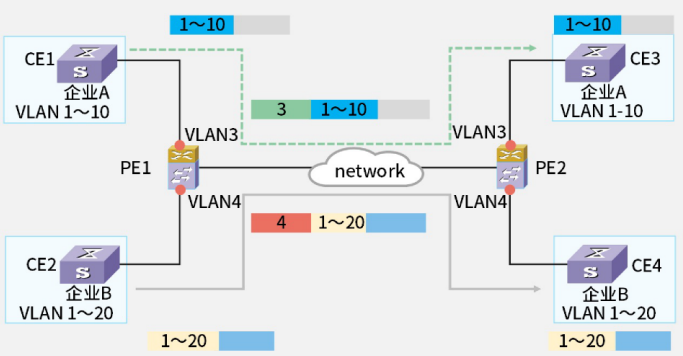 1～10
1～10
CE1
企业A
VLAN 1～10
CE3
企业A
VLAN 1-10
3 1～10
VLAN3
VLAN3
PE1
network
PE2
VLAN4
VLAN4
4 1～20
CE2
企业B
VLAN 1～20
CE4
企业B
VLAN 1～20
1～20
1～20